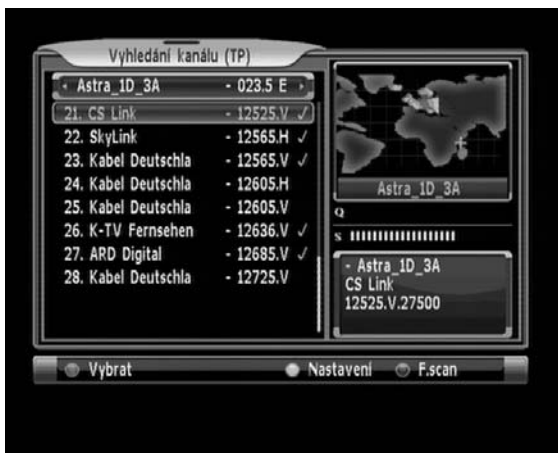 Vyhledání kanálu (TP)
Astra_1D_3A - 023.5 E
21. CS Link - 12525.V ✓
22. SkyLink - 12565.H ✓
23. Kabel Deutschla - 12565.V ✓
24. Kabel Deutschla - 12605.H
25. Kabel Deutschla - 12605.V
26. K-TV Fernsehen - 12636.V ✓
27. ARD Digital - 12685.V ✓
28. Kabel Deutschla - 12725.V
Astra_1D_3A
Q
S
- Astra_1D_3A
CS Link
12525.V.27500
Vybrat
Nastavení
F.scan